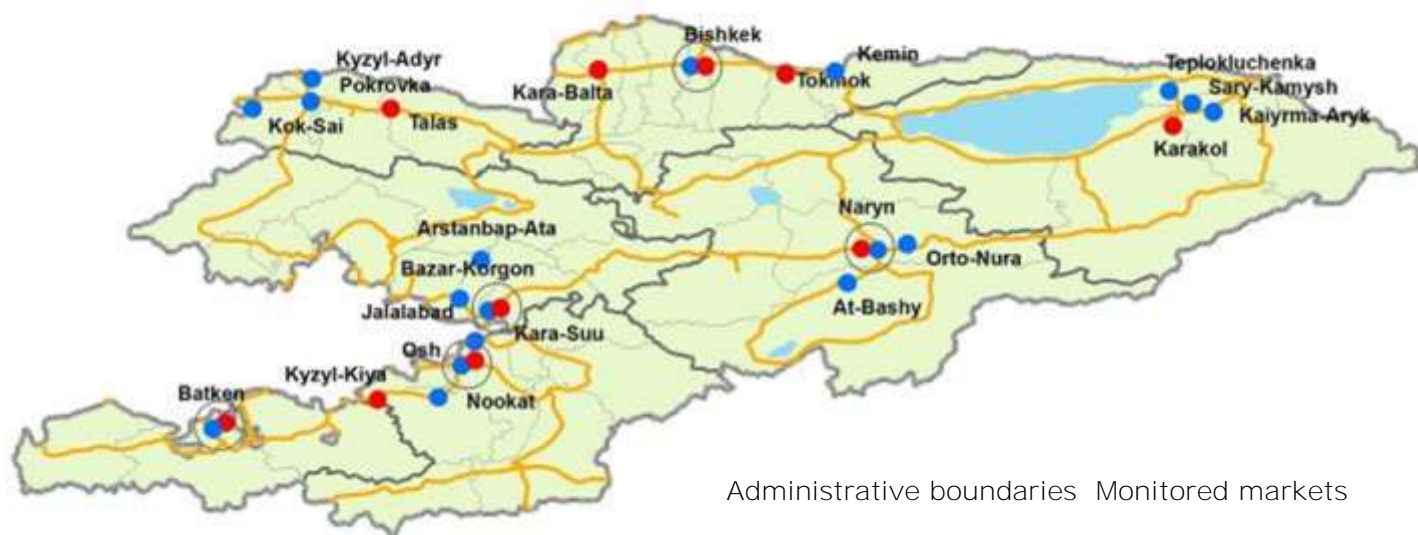 Bishkek
Kemin
Kyzyl-Adyr
Pokrovka
Teplokluchenka
Sary-Kamysh
Kaiyrma-Aryk
Kara-Balta
Tokmok
Kok-Sai
Talas
Karakol
Naryn
Arstanbap-Ata
Orto-Nura
Bazar-Korgon
At-Bashy
Jalalabad
Kara-Suu
Osh
Kyzyl-Kiya
Nookat
Batken
Administrative boundaries Monitored markets